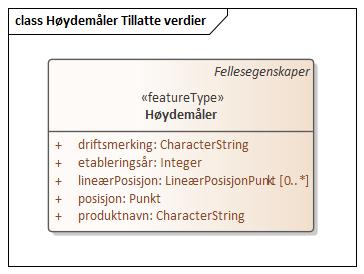 class Høydemåler Tillatte verdier
Fellesegenskaper
«featureType»
Høydemåler
+ driftsmerking: CharacterString
+ etableringsår: Integer
+ lineærPosisjon: LineærPosisjonPunkt [0..*]
+ posisjon: Punkt
+ produktnavn: CharacterString